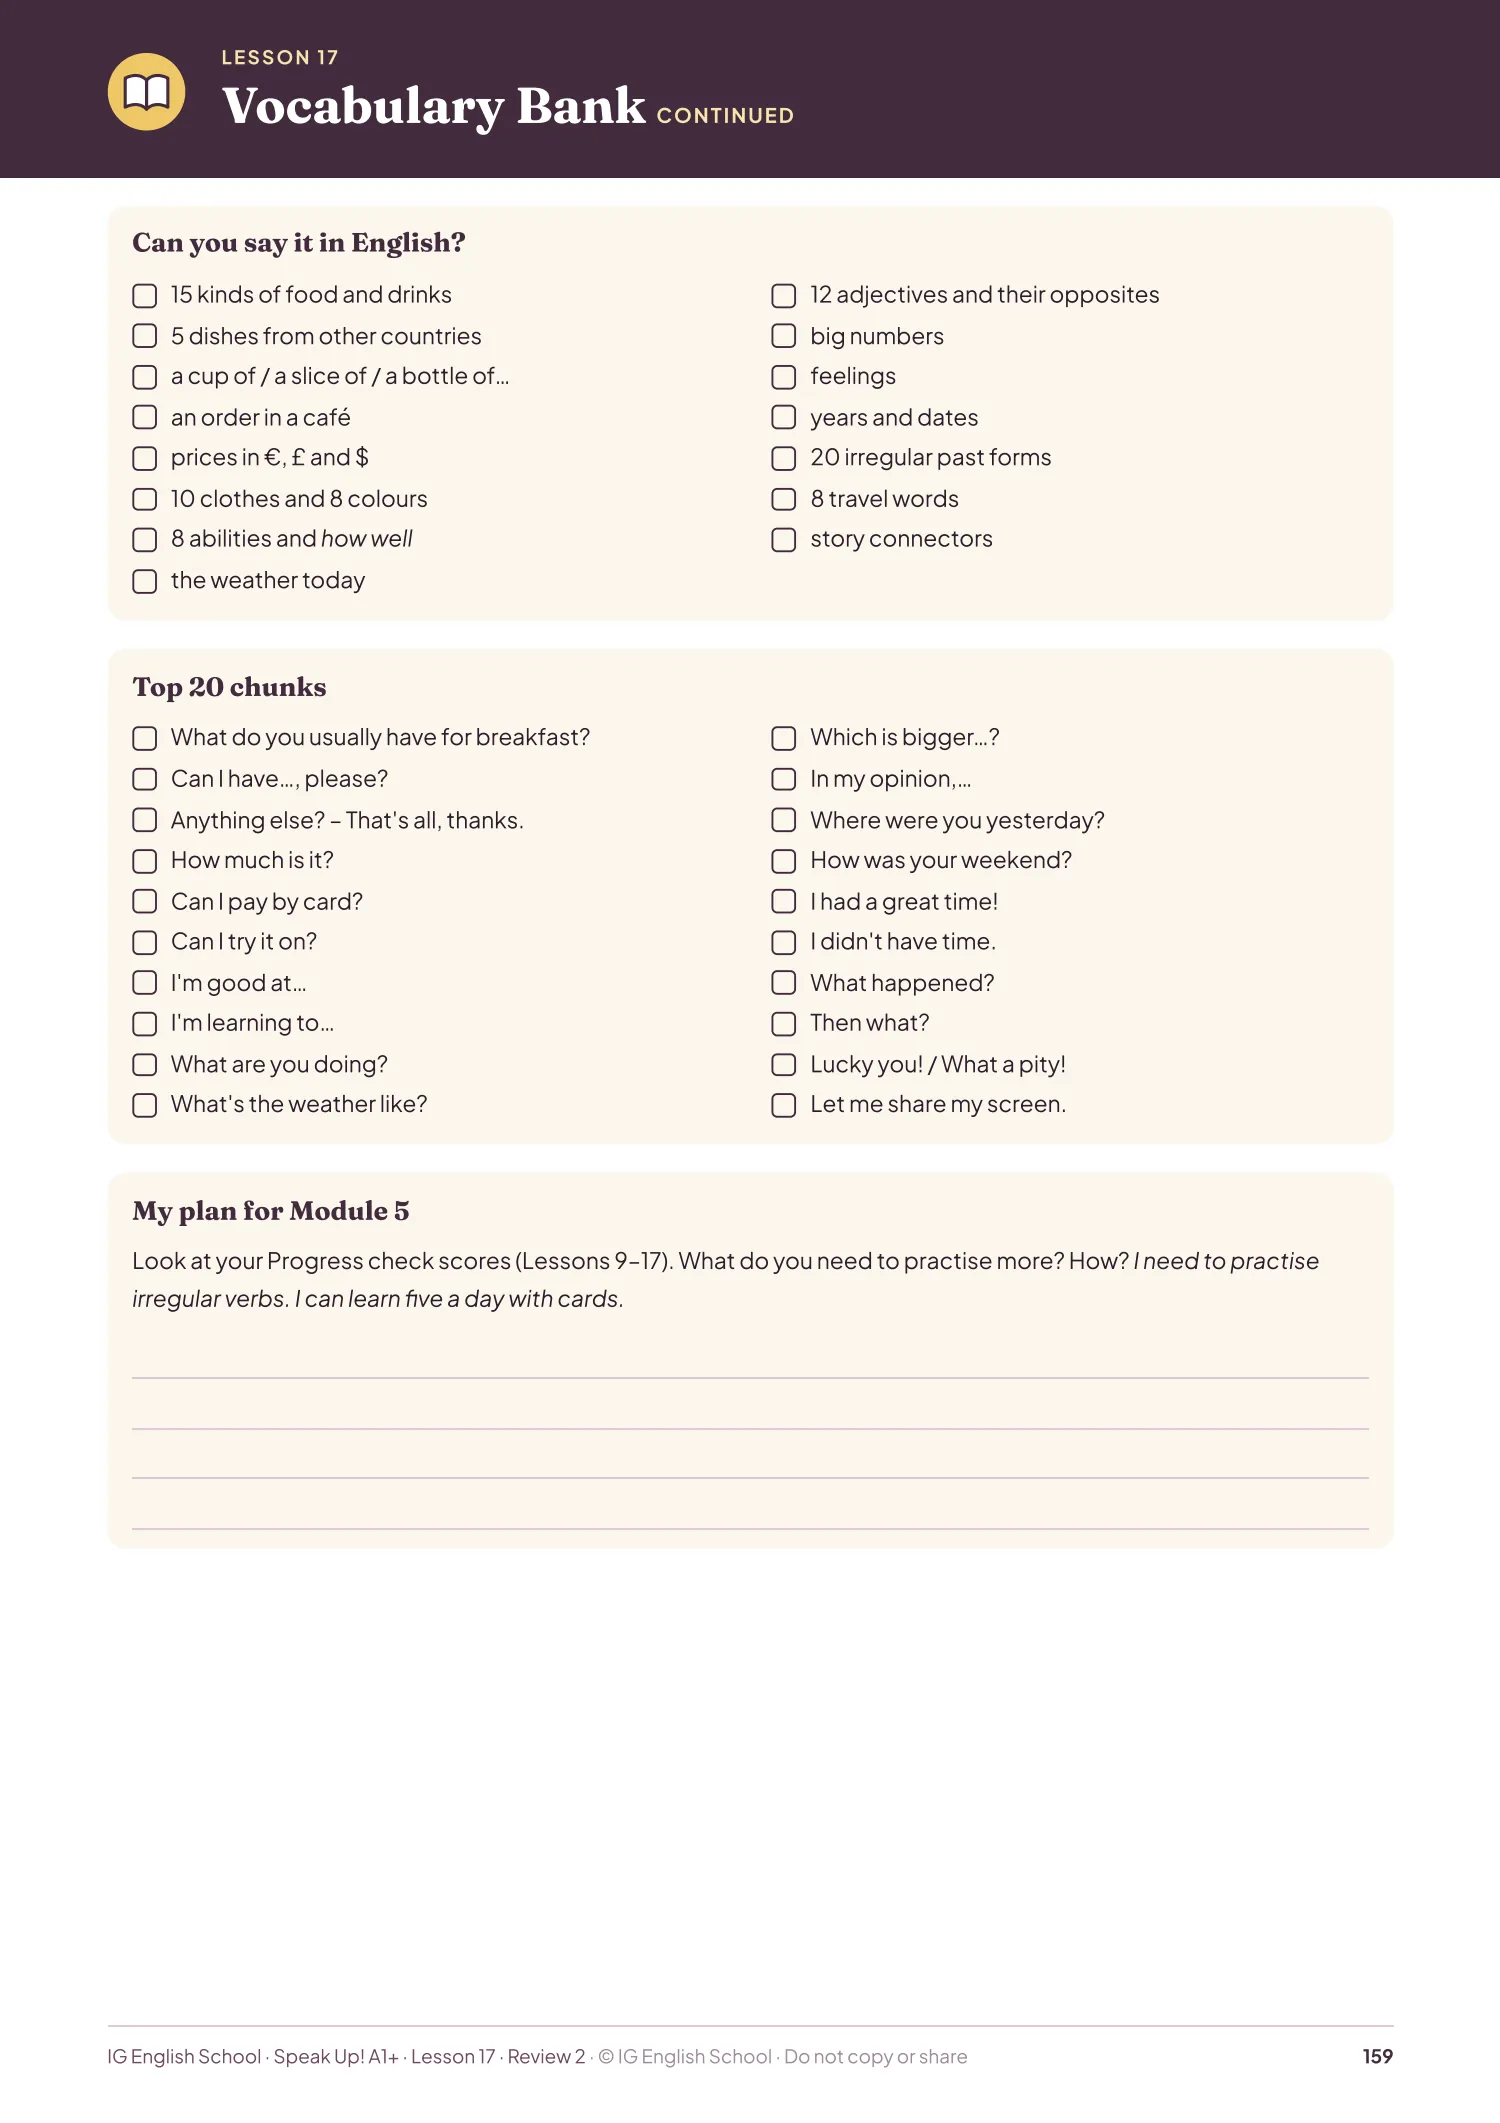 LESSON 17
Vocabulary Bank CONTINUED
Can you say it in English?
15 kinds of food and drinks
5 dishes from other countries
a cup of / a slice of / a bottle of…
an order in a café
prices in €, £ and $
10 clothes and 8 colours
8 abilities and how well
the weather today
12 adjectives and their opposites
big numbers
feelings
years and dates
20 irregular past forms
8 travel words
story connectors
Top 20 chunks
What do you usually have for breakfast?
Can I have…, please?
Anything else? – That's all, thanks.
How much is it?
Can I pay by card?
Can I try it on?
I'm good at…
I'm learning to…
What are you doing?
What's the weather like?
Which is bigger…?
In my opinion,…
Where were you yesterday?
How was your weekend?
I had a great time!
I didn't have time.
What happened?
Then what?
Lucky you! / What a pity!
Let me share my screen.
My plan for Module 5
Look at your Progress check scores (Lessons 9–17). What do you need to practise more? How? I need to practise
irregular verbs. I can learn five a day with cards.
IG English School · Speak Up! A1+ · Lesson 17 · Review 2 · © IG English School · Do not copy or share
159